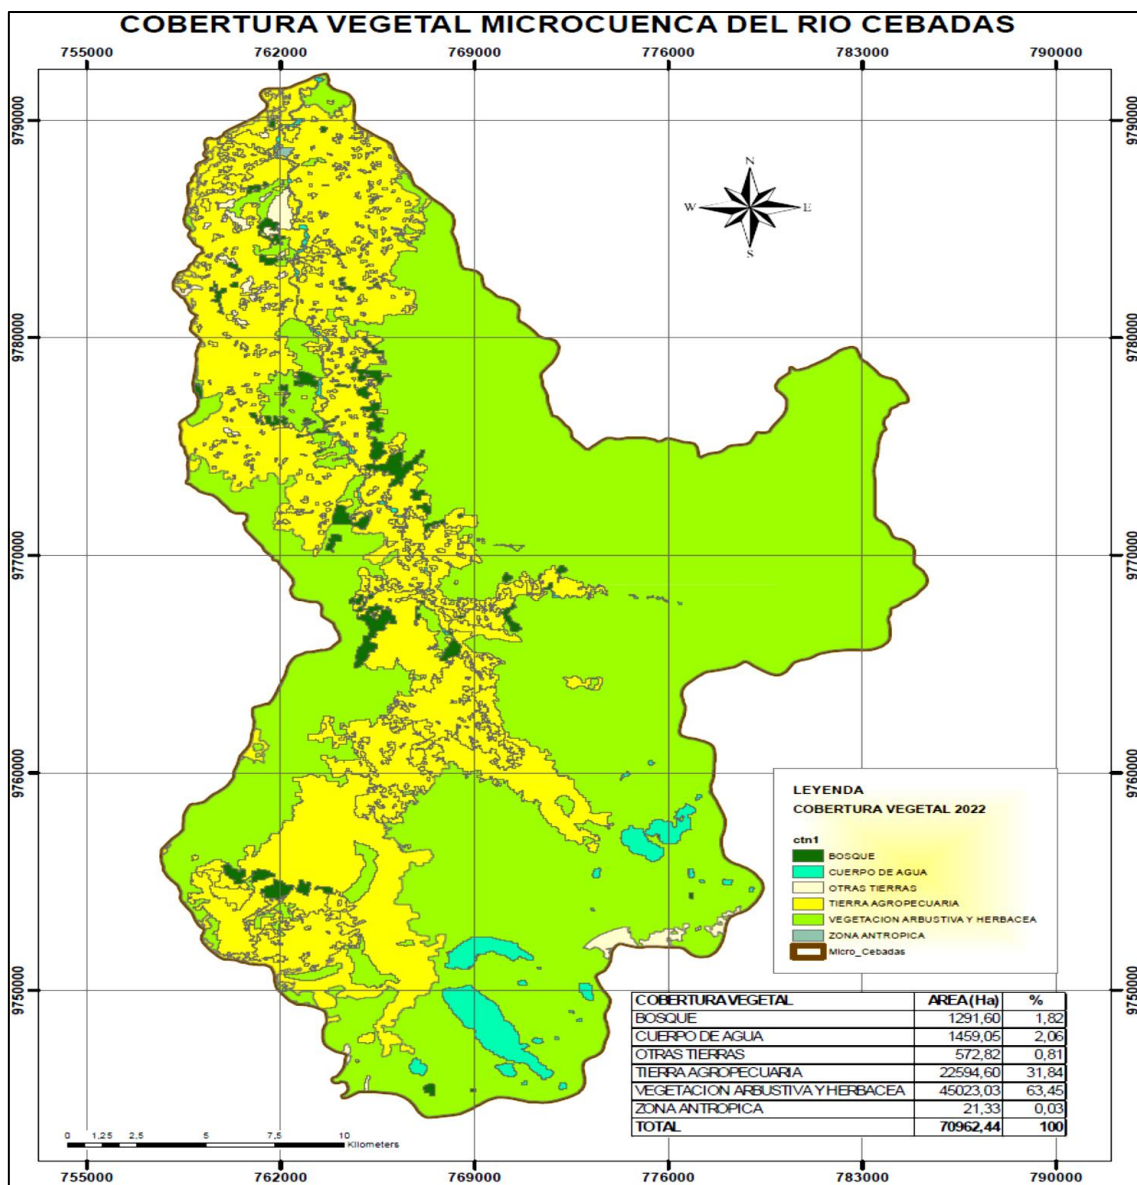 COBERTURA VEGETAL MICROCUENCA DEL RIO CEBADAS
755000 762000 769000 776000 783000 790000
9790000 9790000
N
W E
S
9780000 9780000
9770000 9770000
9760000 9760000
LEYENDA
COBERTURA VEGETAL 2022
ctn1
BOSQUE
CUERPO DE AGUA
OTRAS TIERRAS
TIERRA AGROPECUARIA
VEGETACION ARBUSTIVA Y HERBACEA
ZONA ANTROPICA
Micro_Cebadas
9750000 9750000
COBERTURA VEGETAL AREA (Ha) %
BOSQUE 1291,60 1,82
CUERPO DE AGUA 1459,05 2,06
OTRAS TIERRAS 572,82 0,81
TIERRA AGROPECUARIA 22594,60 31,84
VEGETACION ARBUSTIVA Y HERBACEA 45023,03 63,45
ZONA ANTROPICA 21,33 0,03
TOTAL 70962,44 100
0 1,25 2,5 5 7,5 10
Kilometers
755000 762000 769000 776000 783000 790000